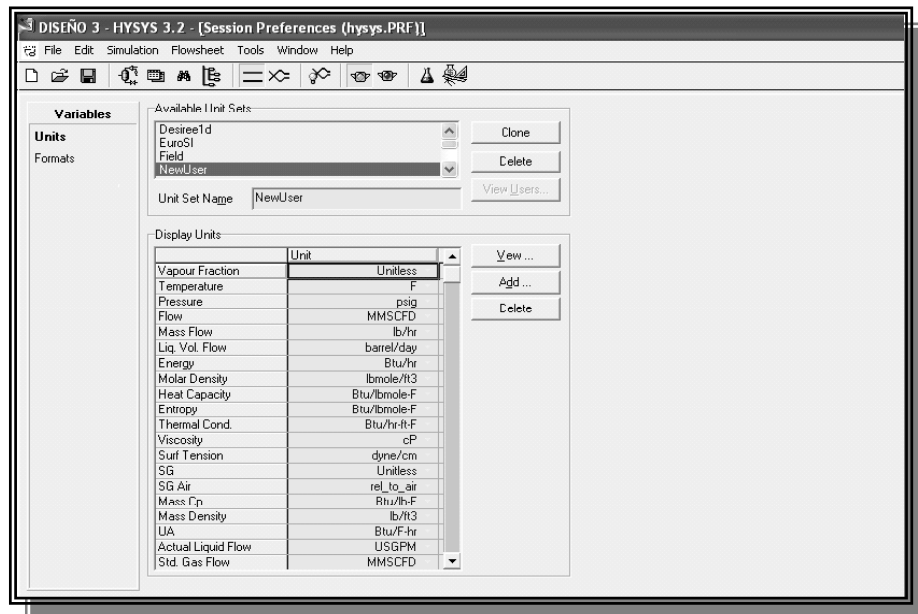 DISEÑO 3 - HYSYS 3.2 - [Session Preferences (hysys.PRF)]
File Edit Simulation Flowsheet Tools Window Help
Variables
Units
Formats
Available Unit Sets
Desiree1d
EuroSI
Field
NewUser
Unit Set Name NewUser
Clone
Delete
View Users...
Display Units
Unit
Vapour Fraction Unitless
Temperature F
Pressure psig
Flow MMSCFD
Mass Flow lb/hr
Liq. Vol. Flow barrel/day
Energy Btu/hr
Molar Density lbmole/ft3
Heat Capacity Btu/lbmole-F
Entropy Btu/lbmole-F
Thermal Cond. Btu/hr-ft-F
Viscosity cP
Surf Tension dyne/cm
SG Unitless
SG Air rel_to_air
Mass Cp Btu/lb-F
Mass Density lb/ft3
UA Btu/F-hr
Actual Liquid Flow USGPM
Std. Gas Flow MMSCFD
View ...
Add ...
Delete